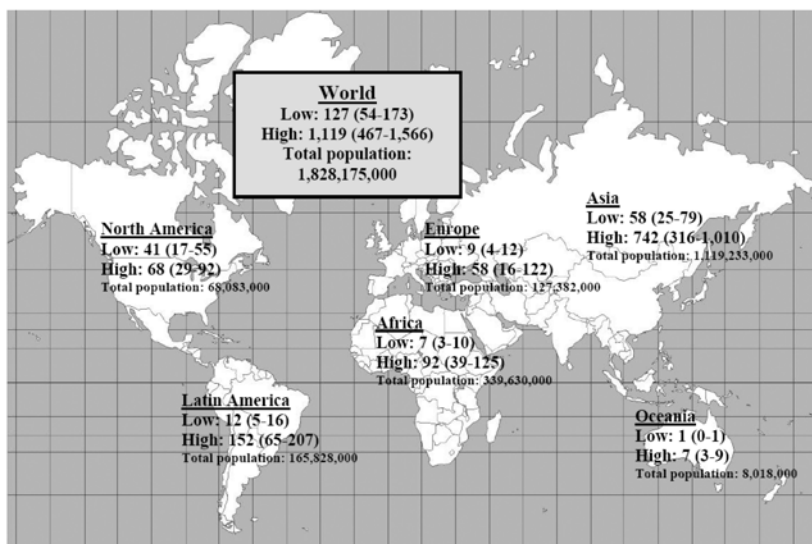 World
Low: 127 (54-173)
High: 1,119 (467-1,566)
Total population:
1,828,175,000
North America
Low: 41 (17-55)
High: 68 (29-92)
Total population: 68,083,000
Europe
Low: 9 (4-12)
High: 58 (16-122)
Total population: 127,382,000
Asia
Low: 58 (25-79)
High: 742 (316-1,010)
Total population: 1,119,233,000
Africa
Low: 7 (3-10)
High: 92 (39-125)
Total population: 339,630,000
Latin America
Low: 12 (5-16)
High: 152 (65-207)
Total population: 165,828,000
Oceania
Low: 1 (0-1)
High: 7 (3-9)
Total population: 8,018,000